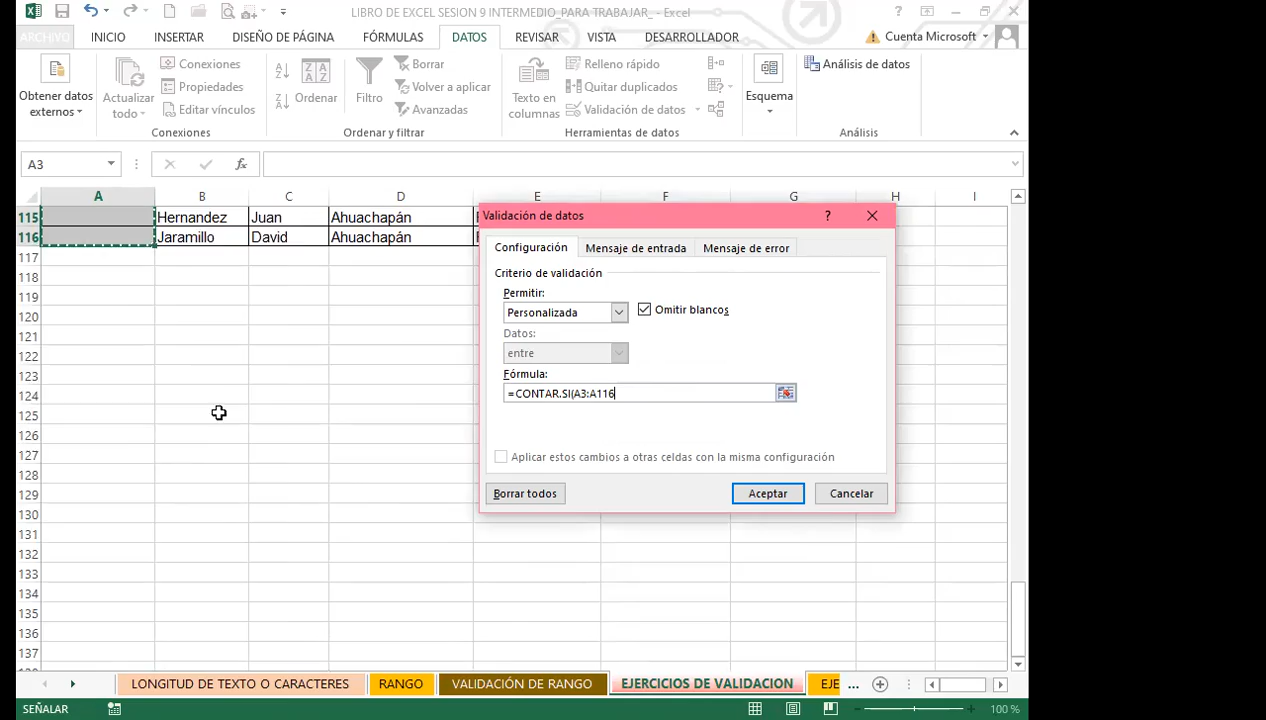 LIBRO DE EXCEL SESION 9 INTERMEDIO_PARA TRABAJAR_ - Excel
ARCHIVO INICIO INSERTAR DISEÑO DE PÁGINA FÓRMULAS DATOS REVISAR VISTA DESARROLLADOR Cuenta Microsoft
Obtener datos externos
Actualizar todo
Conexiones
Propiedades
Editar vínculos
Conexiones
Ordenar
Filtro
Borrar
Volver a aplicar
Avanzadas
Ordenar y filtrar
Texto en columnas
Relleno rápido
Quitar duplicados
Validación de datos
Herramientas de datos
Esquema
Análisis de datos
Análisis
A3
fx
A B C D E F G H I
115 Hernandez Juan Ahuachapán
116 Jaramillo David Ahuachapán
117
118
119
120
121
122
123
124
125
126
127
128
129
130
131
132
133
134
135
136
137
Validación de datos ?
Configuración Mensaje de entrada Mensaje de error
Criterio de validación
Permitir:
Personalizada Omitir blancos
Datos:
entre
Fórmula:
=CONTAR.SI(A3:A116
Aplicar estos cambios a otras celdas con la misma configuración
Borrar todos Aceptar Cancelar
LONGITUD DE TEXTO O CARACTERES RANGO VALIDACIÓN DE RANGO EJERCICIOS DE VALIDACION EJE ...
SEÑALAR 100 %